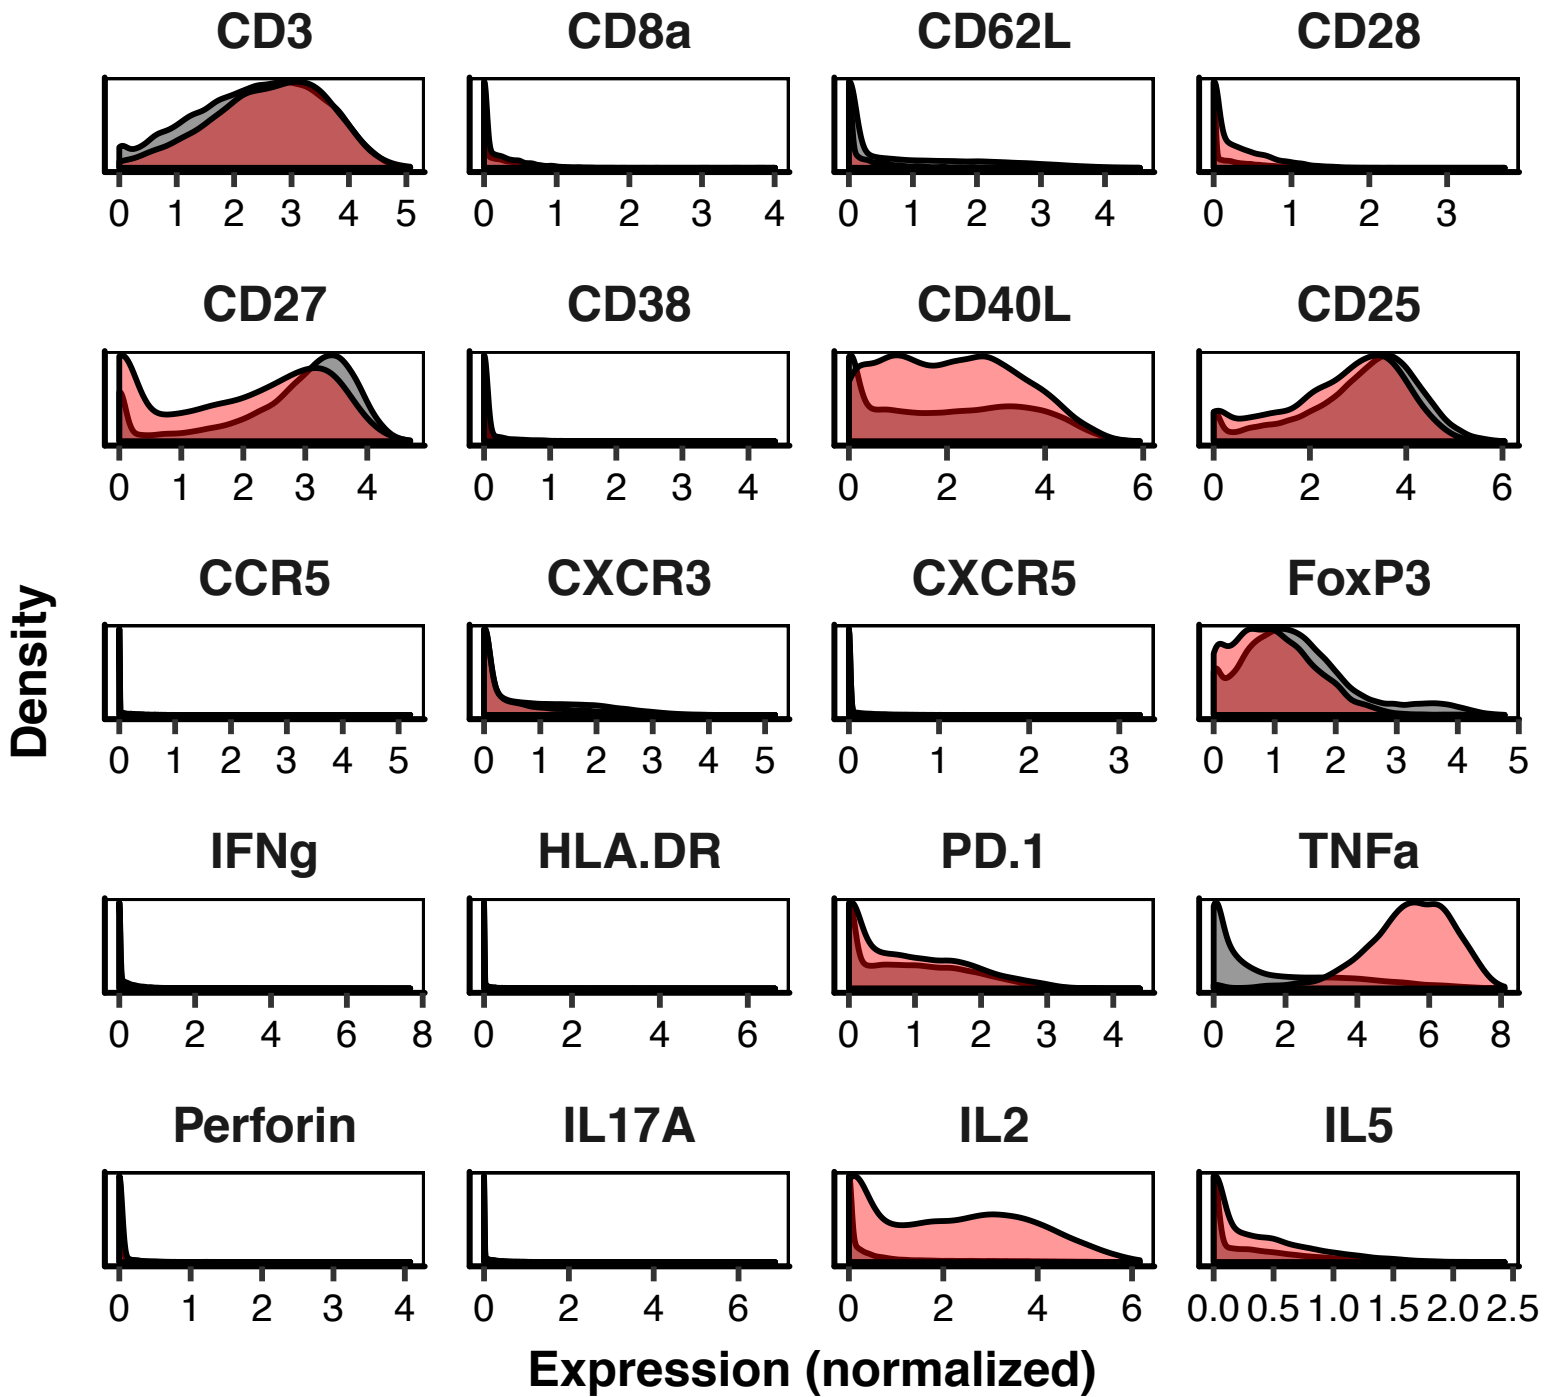 CD3 CD8a CD62L CD28
0 1 2 3 4 5 0 1 2 3 4 0 1 2 3 4 0 1 2 3
CD27 CD38 CD40L CD25
0 1 2 3 4 0 1 2 3 4 0 2 4 6 0 2 4 6
CCR5 CXCR3 CXCR5 FoxP3
0 1 2 3 4 5 0 1 2 3 4 5 0 1 2 3 0 1 2 3 4 5
Density
IFNg HLA.DR PD.1 TNFa
0 2 4 6 8 0 2 4 6 0 1 2 3 4 0 2 4 6 8
Perforin IL17A IL2 IL5
0 1 2 3 4 0 2 4 6 0 2 4 6 0.0 0.5 1.0 1.5 2.0 2.5
Expression (normalized)